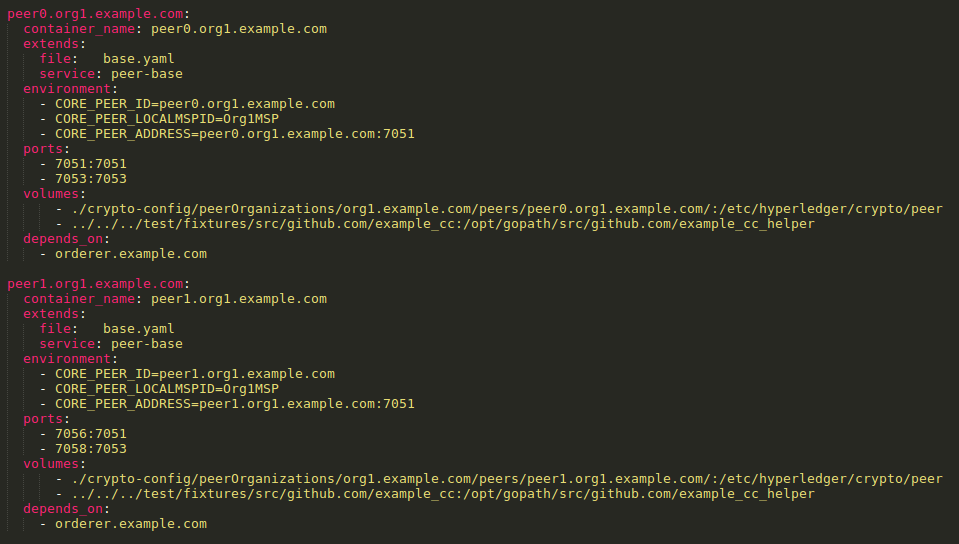 peer0.org1.example.com:
  container_name: peer0.org1.example.com
  extends:
    file:   base.yaml
    service: peer-base
  environment:
    - CORE_PEER_ID=peer0.org1.example.com
    - CORE_PEER_LOCALMSPID=Org1MSP
    - CORE_PEER_ADDRESS=peer0.org1.example.com:7051
  ports:
    - 7051:7051
    - 7053:7053
  volumes:
      - ./crypto-config/peerOrganizations/org1.example.com/peers/peer0.org1.example.com/:/etc/hyperledger/crypto/peer
      - ../../../test/fixtures/src/github.com/example_cc:/opt/gopath/src/github.com/example_cc_helper
  depends_on:
    - orderer.example.com

peer1.org1.example.com:
  container_name: peer1.org1.example.com
  extends:
    file:   base.yaml
    service: peer-base
  environment:
    - CORE_PEER_ID=peer1.org1.example.com
    - CORE_PEER_LOCALMSPID=Org1MSP
    - CORE_PEER_ADDRESS=peer1.org1.example.com:7051
  ports:
    - 7056:7051
    - 7058:7053
  volumes:
      - ./crypto-config/peerOrganizations/org1.example.com/peers/peer1.org1.example.com/:/etc/hyperledger/crypto/peer
      - ../../../test/fixtures/src/github.com/example_cc:/opt/gopath/src/github.com/example_cc_helper
  depends_on:
    - orderer.example.com